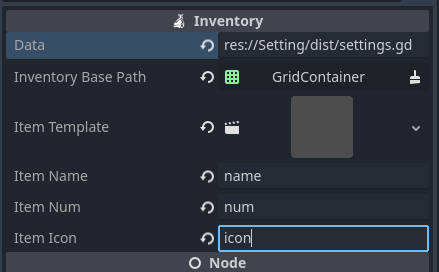 Inventory
Data res://Setting/dist/settings.gd
Inventory Base Path GridContainer
Item Template
Item Name name
Item Num num
Item Icon icon
Node